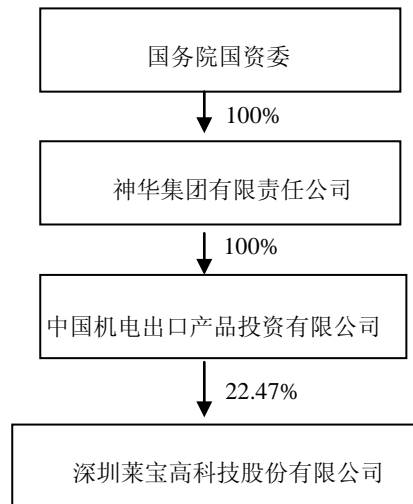 国务院国资委
100%
神华集团有限责任公司
100%
中国机电出口产品投资有限公司
22.47%
深圳莱宝高科技股份有限公司